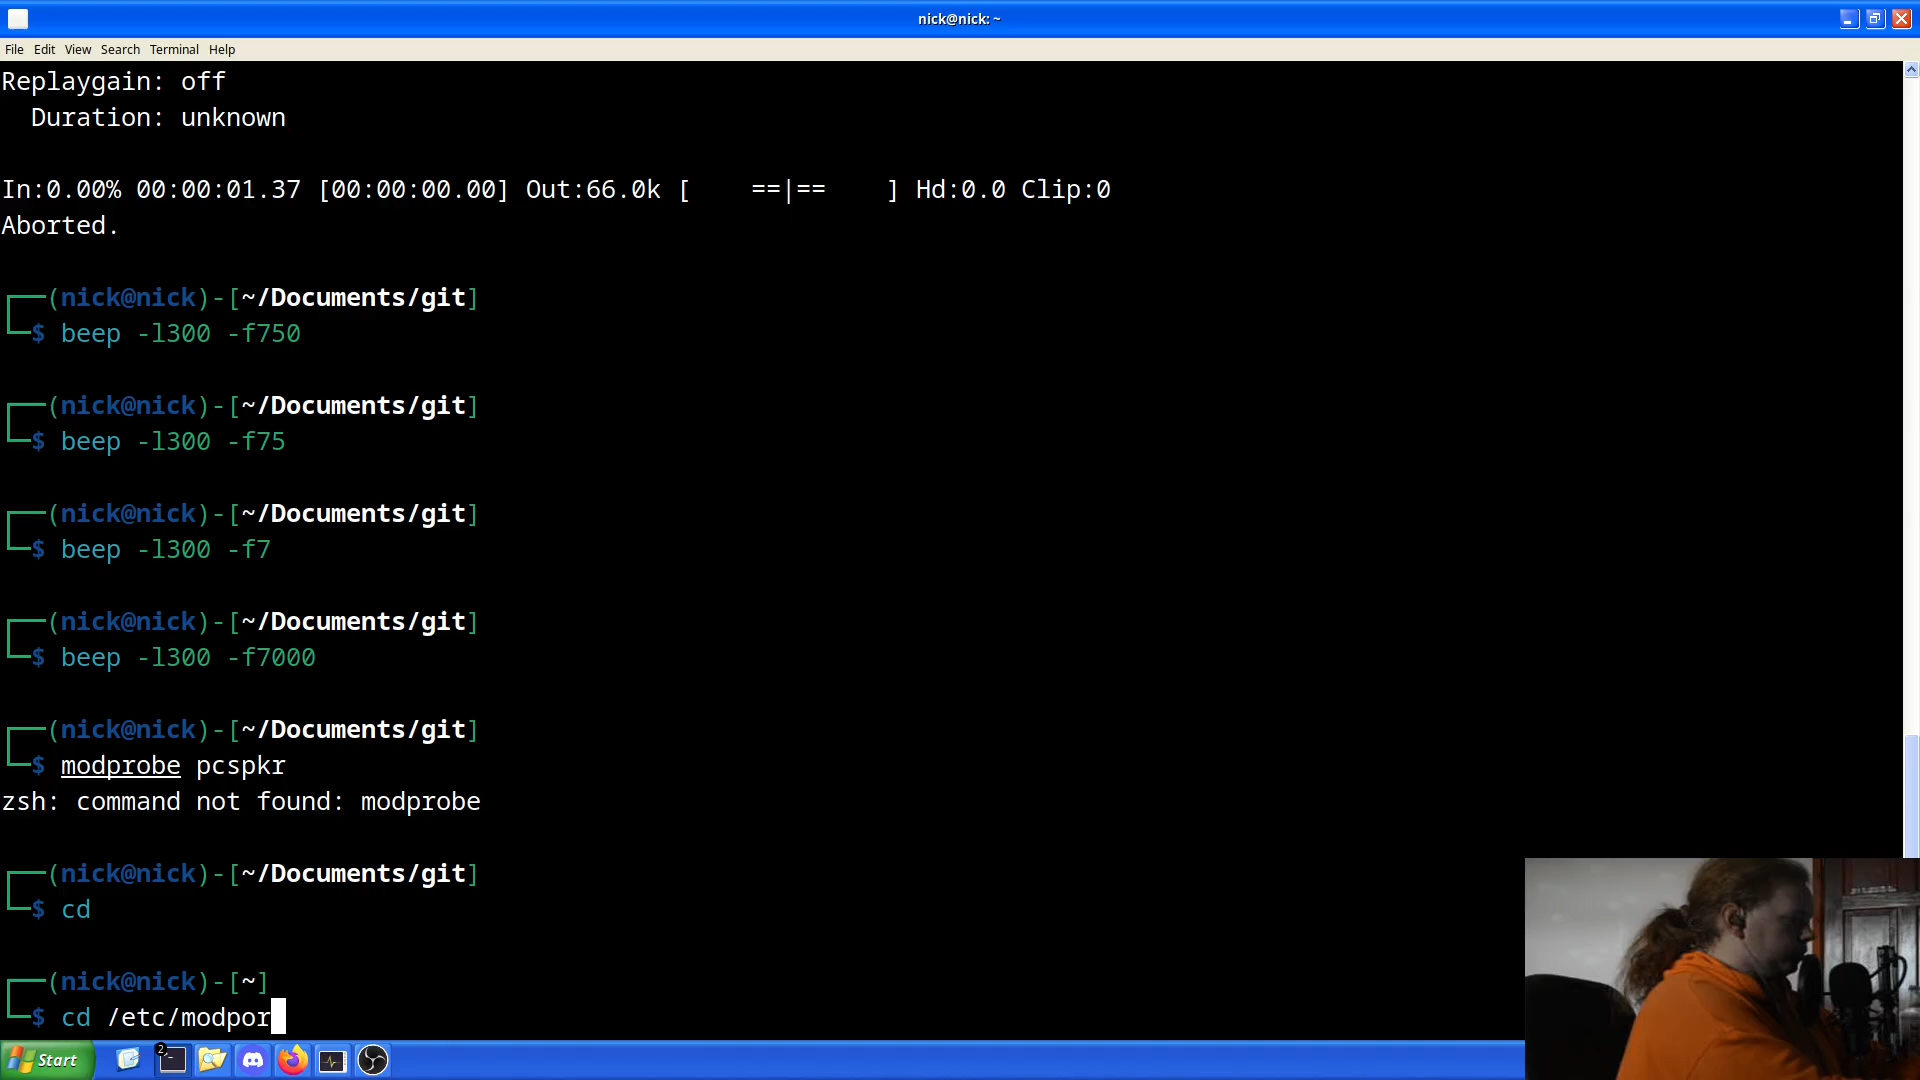 nick@nick: ~
File Edit View Search Terminal Help
Replaygain: off
Duration: unknown
In:0.00% 00:00:01.37 [00:00:00.00] Out:66.0k [    ==|==    ] Hd:0.0 Clip:0
Aborted.
(nick@nick)-[~/Documents/git]
$ beep -l300 -f750
(nick@nick)-[~/Documents/git]
$ beep -l300 -f75
(nick@nick)-[~/Documents/git]
$ beep -l300 -f7
(nick@nick)-[~/Documents/git]
$ beep -l300 -f7000
(nick@nick)-[~/Documents/git]
$ modprobe pcspkr
zsh: command not found: modprobe
(nick@nick)-[~/Documents/git]
$ cd
(nick@nick)-[~]
$ cd /etc/modpor
Start 2